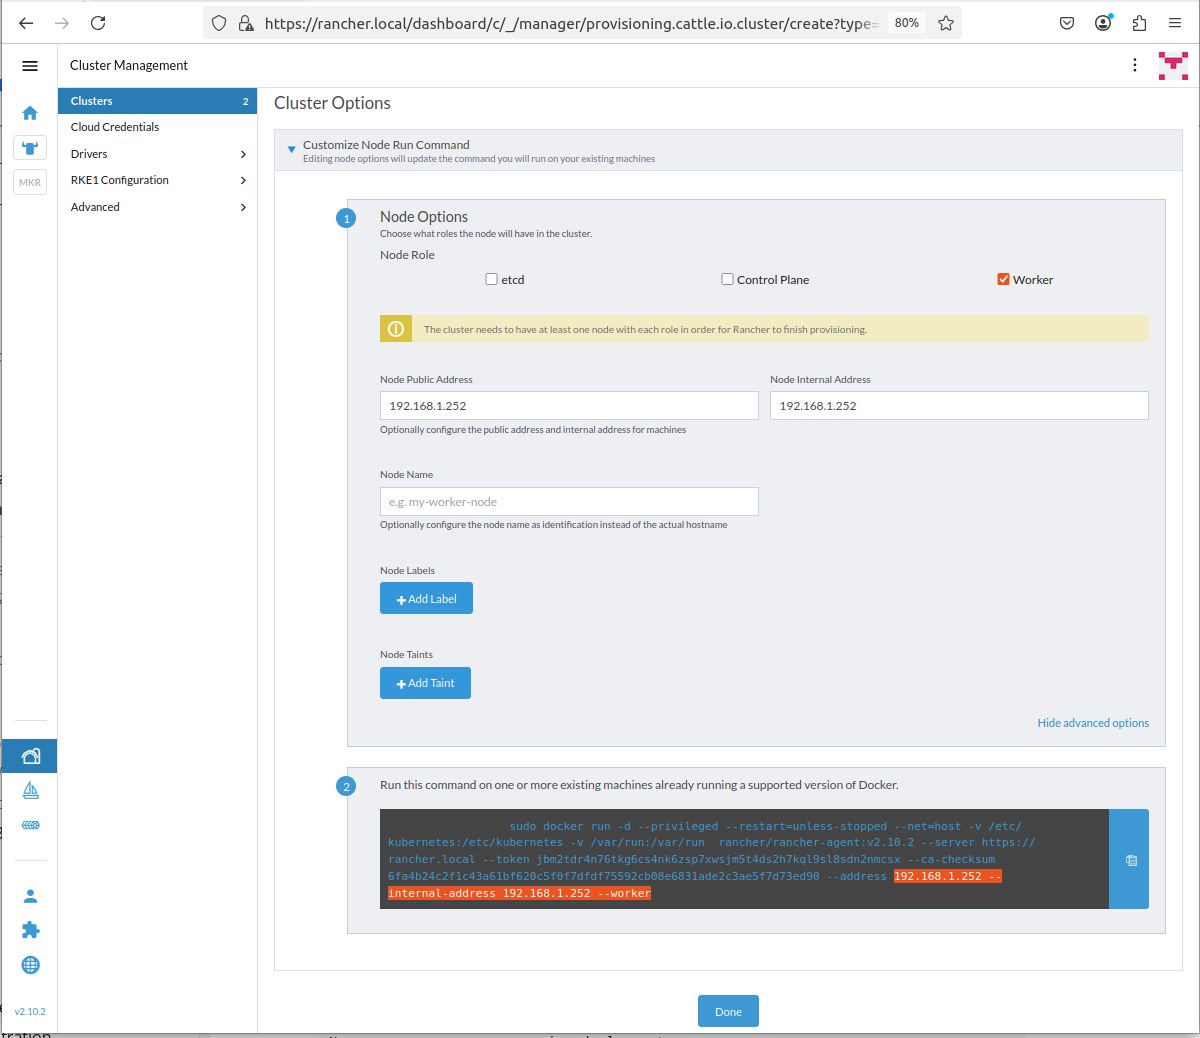 https://rancher.local/dashboard/c/_/manager/provisioning.cattle.io.cluster/create?type=
80%
Cluster Management
Clusters 2
Cloud Credentials
Drivers
RKE1 Configuration
Advanced
MKR
v2.10.2
Cluster Options
Customize Node Run Command
Editing node options will update the command you will run on your existing machines
1
Node Options
Choose what roles the node will have in the cluster.
Node Role
etcd Control Plane Worker
The cluster needs to have at least one node with each role in order for Rancher to finish provisioning.
Node Public Address Node Internal Address
192.168.1.252 192.168.1.252
Optionally configure the public address and internal address for machines
Node Name
e.g. my-worker-node
Optionally configure the node name as identification instead of the actual hostname
Node Labels
+ Add Label
Node Taints
+ Add Taint
Hide advanced options
2
Run this command on one or more existing machines already running a supported version of Docker.
sudo docker run -d --privileged --restart=unless-stopped --net=host -v /etc/
kubernetes:/etc/kubernetes -v /var/run:/var/run rancher/rancher-agent:v2.10.2 --server https://
rancher.local --token jbm2tdr4n76tkg6cs4nk6zsp7xwsjm5t4ds2h7kql9sl8sdn2nmcsx --ca-checksum
6fa4b24c2f1c43a61bf620c5f0f7dfdf75592cb08e6831ade2c3ae5f7d73ed90 --address 192.168.1.252 --
internal-address 192.168.1.252 --worker
Done